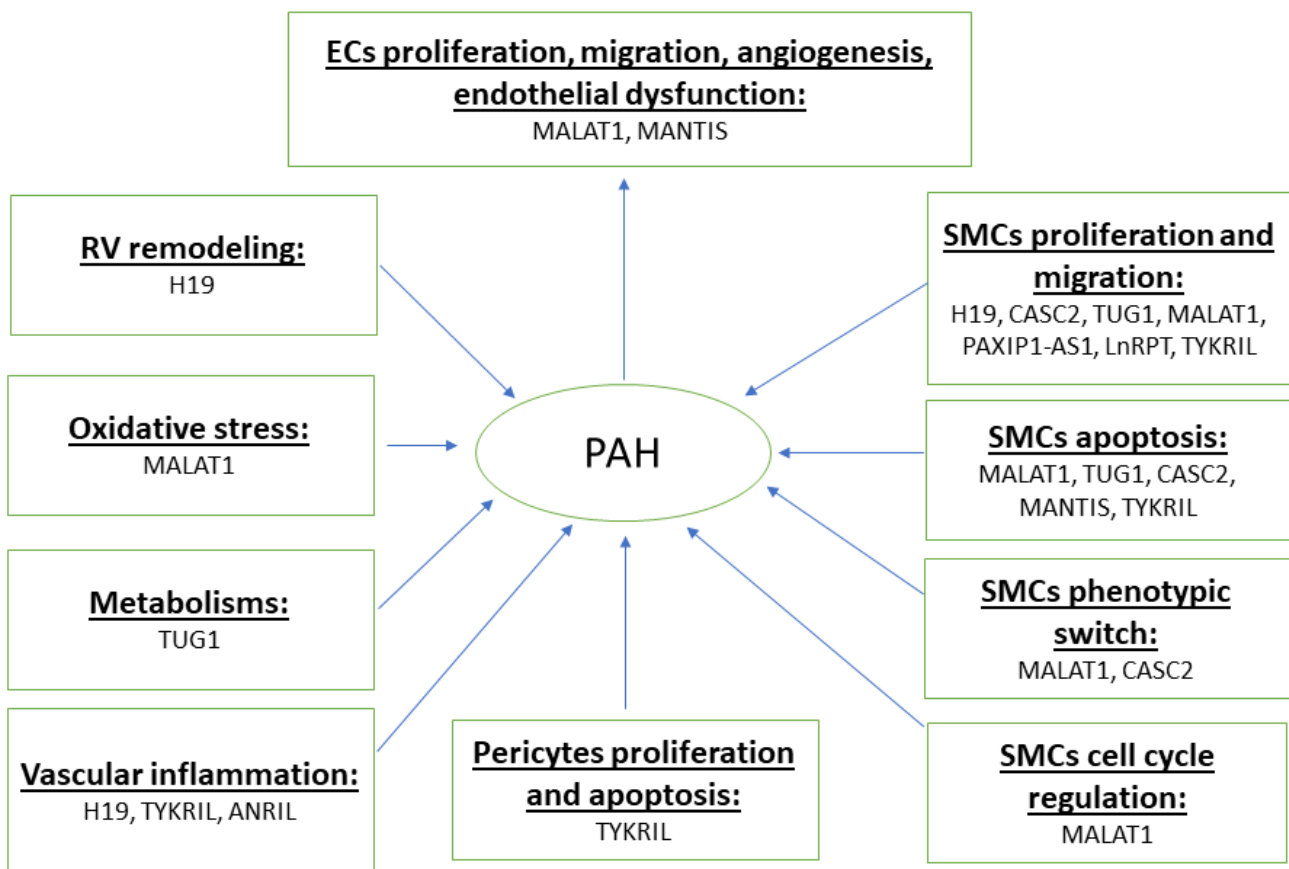 ECs proliferation, migration, angiogenesis,
endothelial dysfunction:
MALAT1, MANTIS
RV remodeling:
H19
SMCs proliferation and
migration:
H19, CASC2, TUG1, MALAT1,
PAXIP1-AS1, LnRPT, TYKRIL
Oxidative stress:
MALAT1
PAH
SMCs apoptosis:
MALAT1, TUG1, CASC2,
MANTIS, TYKRIL
Metabolisms:
TUG1
SMCs phenotypic
switch:
MALAT1, CASC2
Vascular inflammation:
H19, TYKRIL, ANRIL
Pericytes proliferation
and apoptosis:
TYKRIL
SMCs cell cycle
regulation:
MALAT1